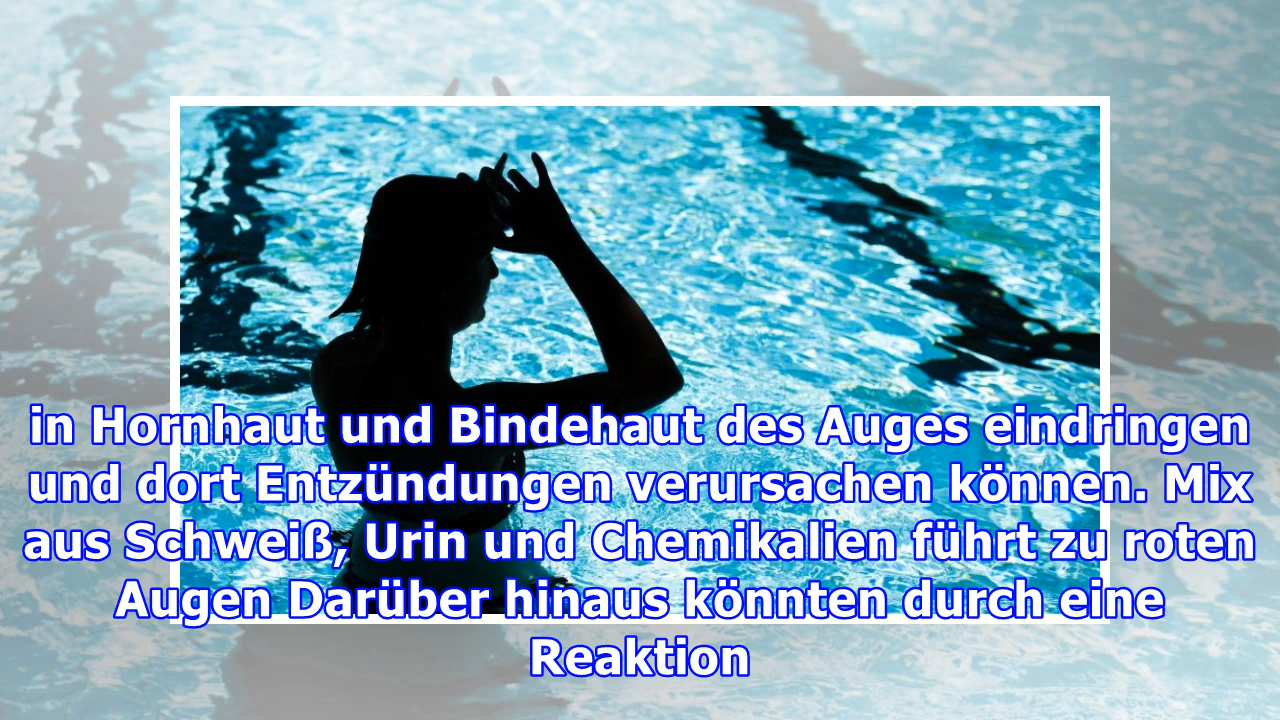 in Hornhaut und Bindehaut des Auges eindringen
und dort Entzündungen verursachen können. Mix
aus Schweiß, Urin und Chemikalien führt zu roten
Augen Darüber hinaus könnten durch eine
Reaktion